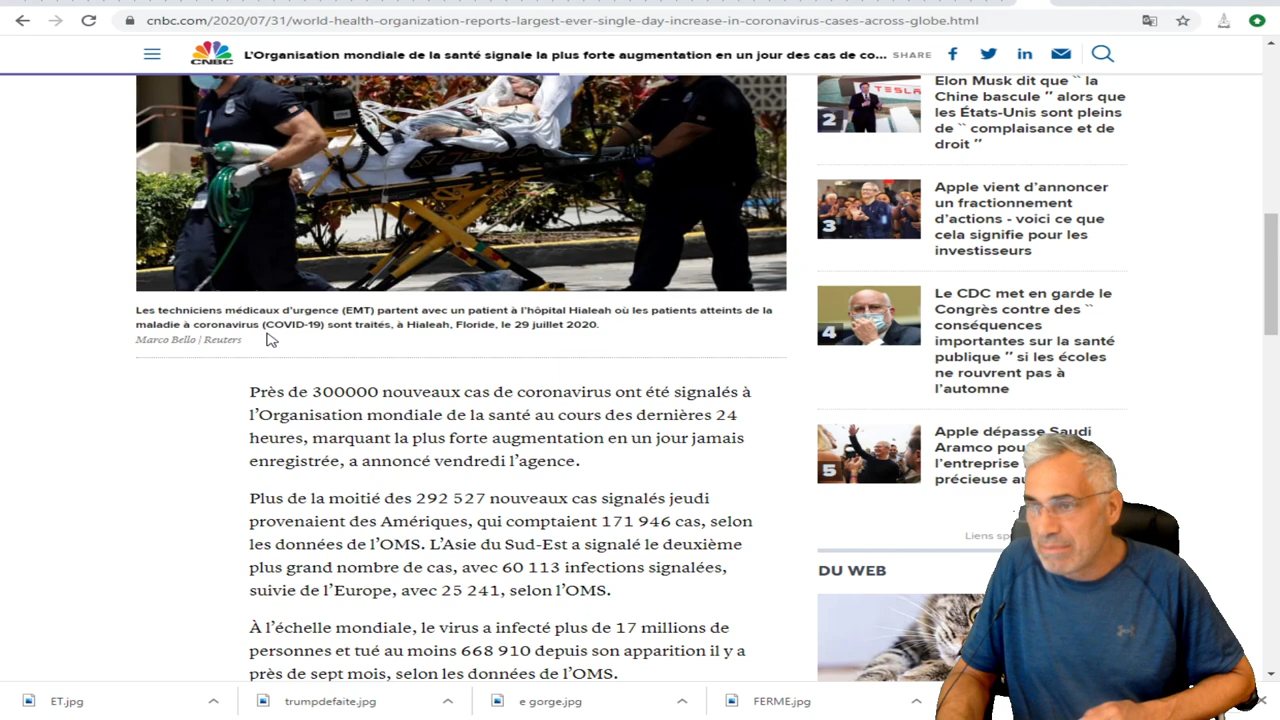 cnbc.com/2020/07/31/world-health-organization-reports-largest-ever-single-day-increase-in-coronavirus-cases-across-globe.html
CNBC
L'Organisation mondiale de la santé signale la plus forte augmentation en un jour des cas de co...
SHARE
Les techniciens médicaux d'urgence (EMT) partent avec un patient à l'hôpital Hialeah où les patients atteints de la
maladie à coronavirus (COVID-19) sont traités, à Hialeah, Floride, le 29 juillet 2020.
Marco Bello | Reuters
Près de 300000 nouveaux cas de coronavirus ont été signalés à
l'Organisation mondiale de la santé au cours des dernières 24
heures, marquant la plus forte augmentation en un jour jamais
enregistrée, a annoncé vendredi l'agence.
Plus de la moitié des 292 527 nouveaux cas signalés jeudi
provenaient des Amériques, qui comptaient 171 946 cas, selon
les données de l'OMS. L'Asie du Sud-Est a signalé le deuxième
plus grand nombre de cas, avec 60 113 infections signalées,
suivie de l'Europe, avec 25 241, selon l'OMS.
À l'échelle mondiale, le virus a infecté plus de 17 millions de
personnes et tué au moins 668 910 depuis son apparition il y a
près de sept mois, selon les données de l'OMS.
TESLA
2
Elon Musk dit que `` la
Chine bascule '' alors que
les États-Unis sont pleins
de `` complaisance et de
droit ''
3
Apple vient d'annoncer
un fractionnement
d'actions - voici ce que
cela signifie pour les
investisseurs
4
Le CDC met en garde le
Congrès contre des ``
conséquences
importantes sur la santé
publique '' si les écoles
ne rouvrent pas à
l'automne
5
Apple dépasse Saudi
Aramco
l'entreprise
Liens
DU WEB
ET.jpg
trumpdefaite.jpg
e gorge.jpg
FERME.jpg